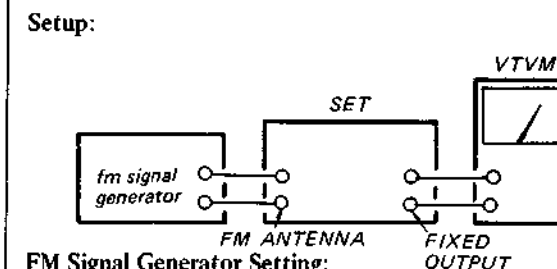 Setup:
VTVM
SET
fm signal
generator
FM ANTENNA
FIXED
OUTPUT
FM Signal Generator Setting: